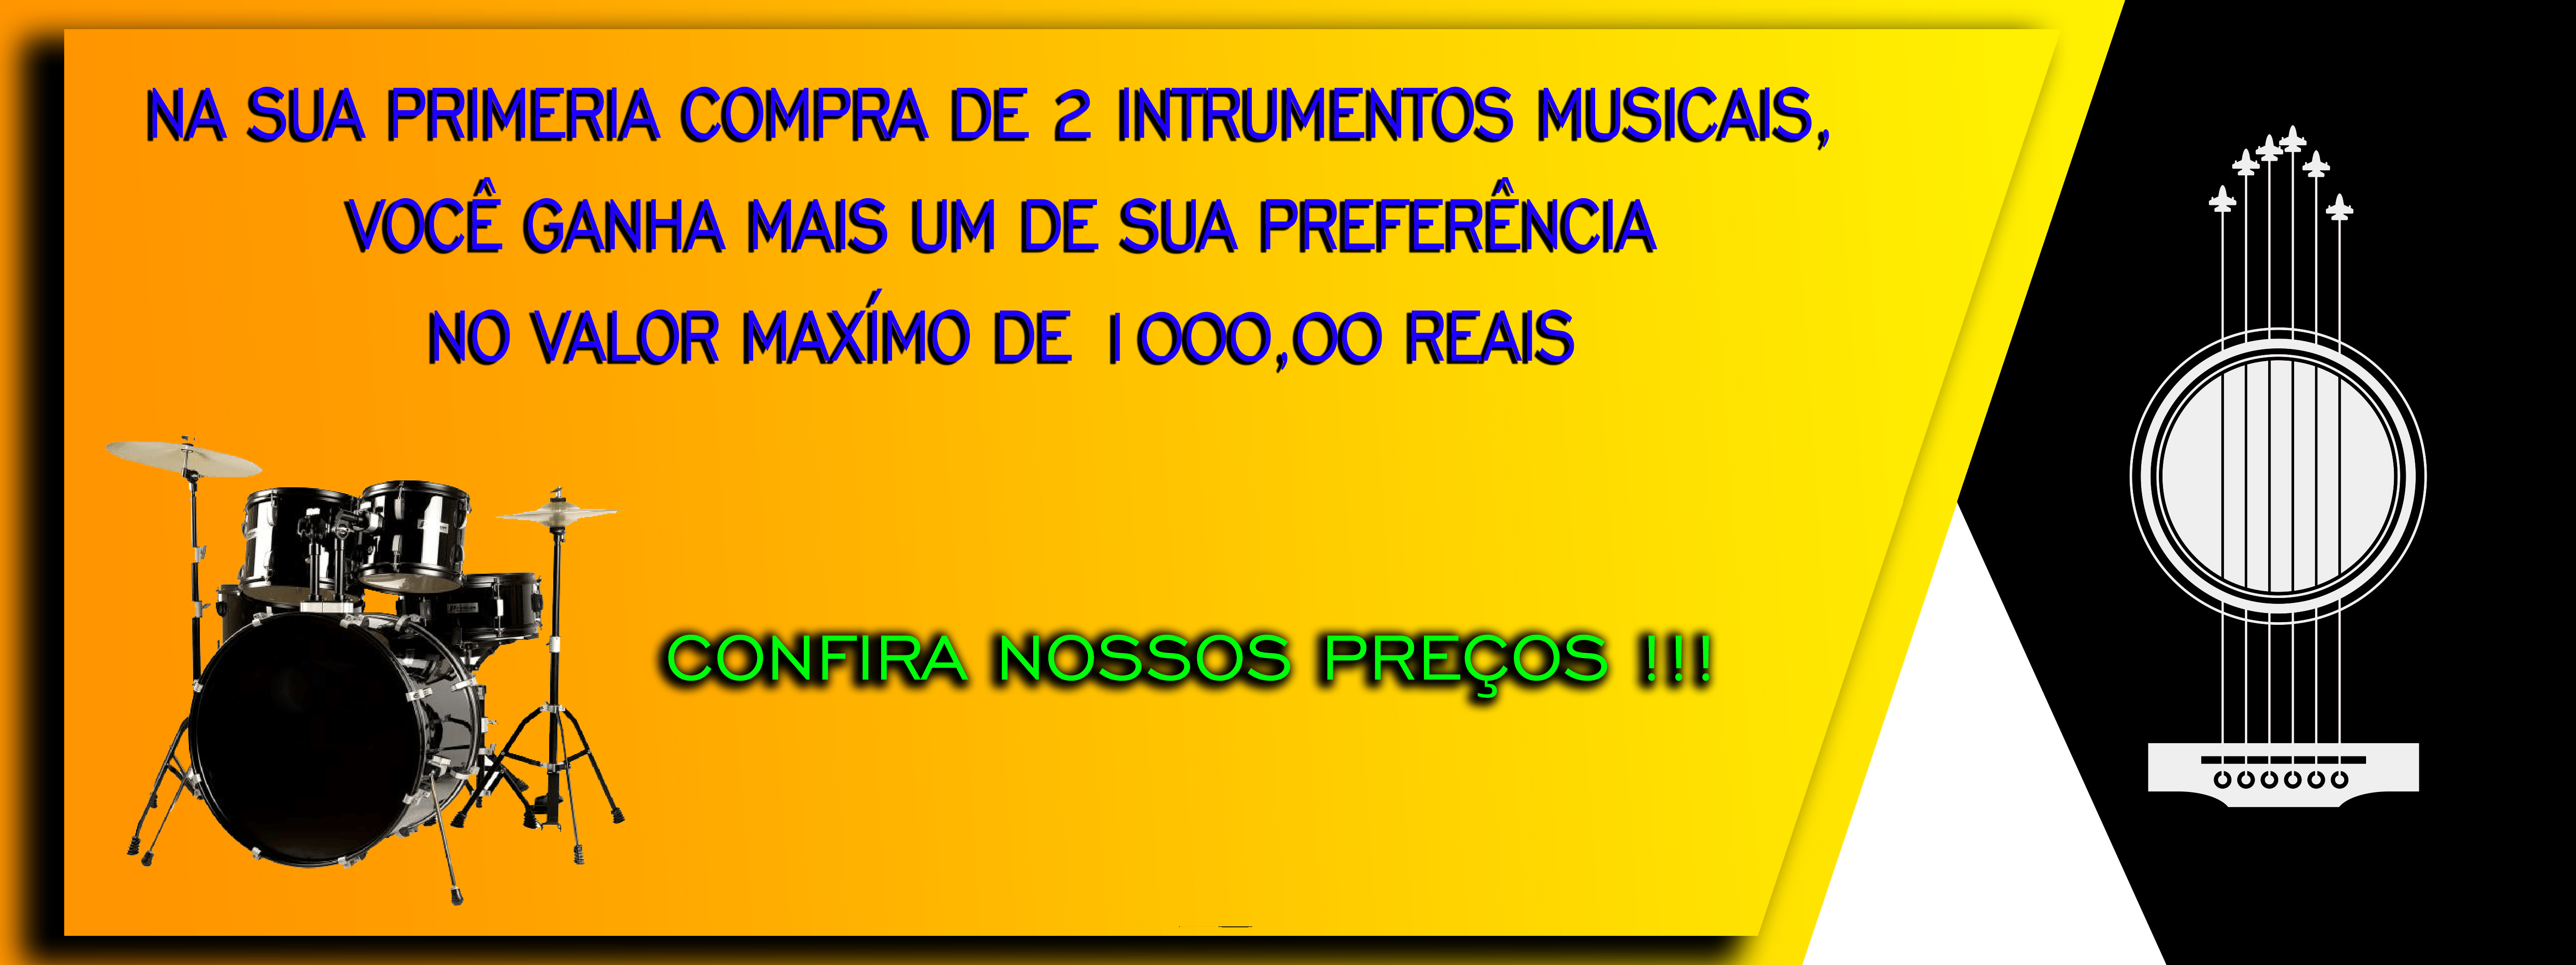 NA SUA PRIMERIA COMPRA DE 2 INTRUMENTOS MUSICAIS,
VOCÊ GANHA MAIS UM DE SUA PREFERÊNCIA
NO VALOR MAXÍMO DE 1000,00 REAIS
CONFIRA NOSSOS PREÇOS !!!